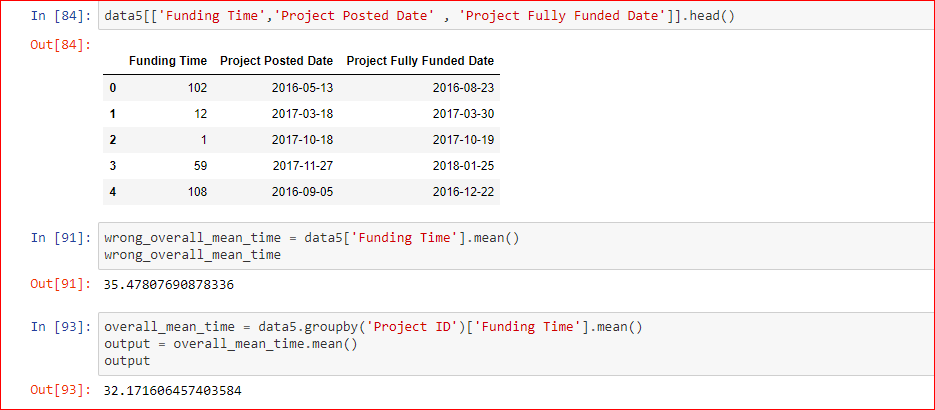 In [84]: data5[['Funding Time','Project Posted Date' , 'Project Fully Funded Date']].head()
Out[84]:
Funding Time Project Posted Date Project Fully Funded Date
0 102 2016-05-13 2016-08-23
1 12 2017-03-18 2017-03-30
2 1 2017-10-18 2017-10-19
3 59 2017-11-27 2018-01-25
4 108 2016-09-05 2016-12-22
In [91]: wrong_overall_mean_time = data5['Funding Time'].mean()
wrong_overall_mean_time
Out[91]: 35.47807690878336
In [93]: overall_mean_time = data5.groupby('Project ID')['Funding Time'].mean()
output = overall_mean_time.mean()
output
Out[93]: 32.171606457403584